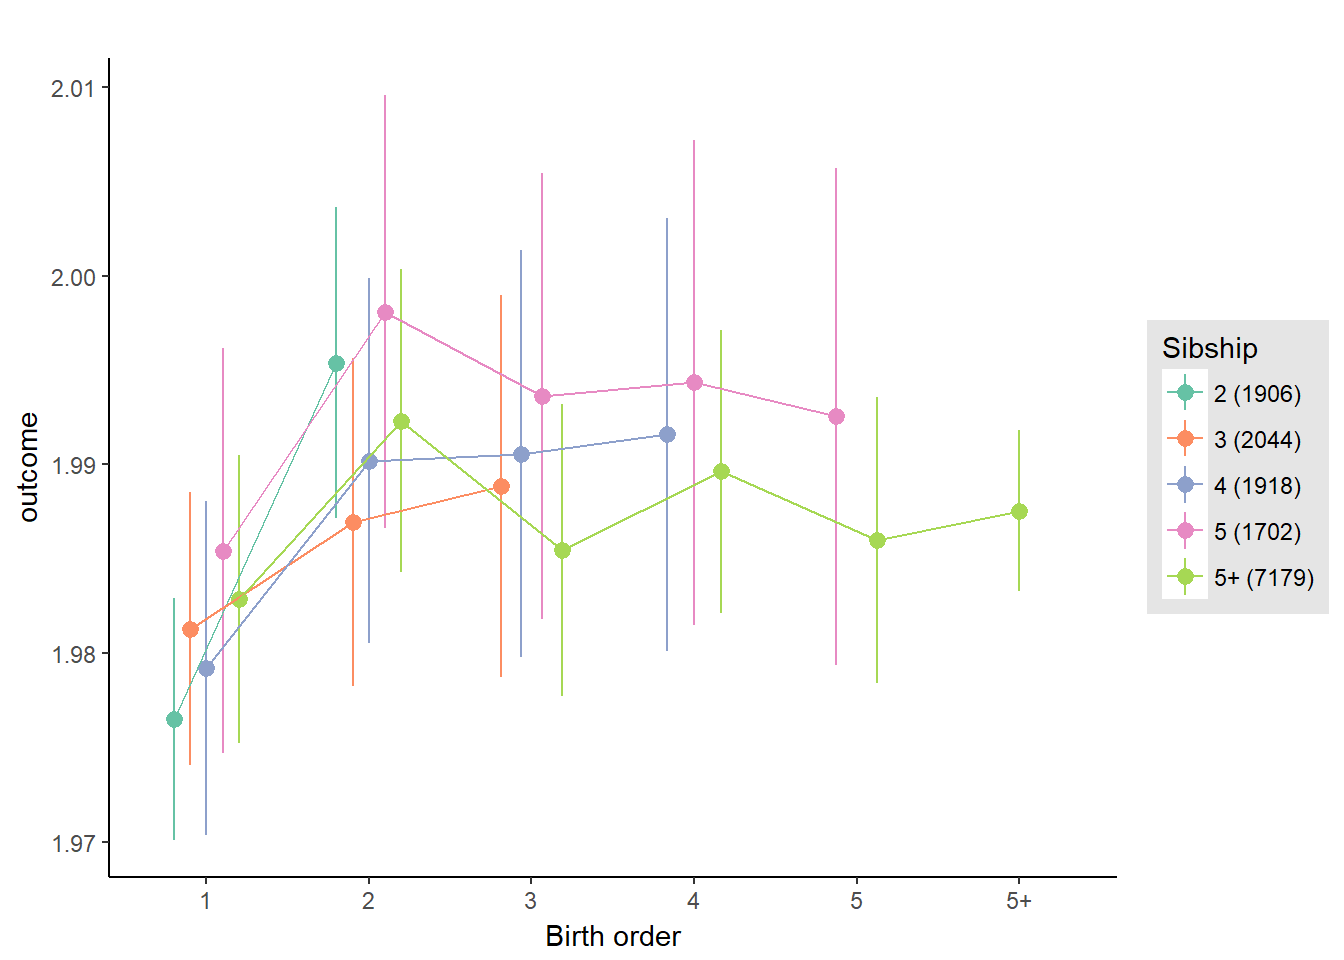 2.01
2.00
1.99
1.98
1.97
outcome
1 2 3 4 5 5+
Birth order
Sibship
2 (1906)
3 (2044)
4 (1918)
5 (1702)
5+ (7179)